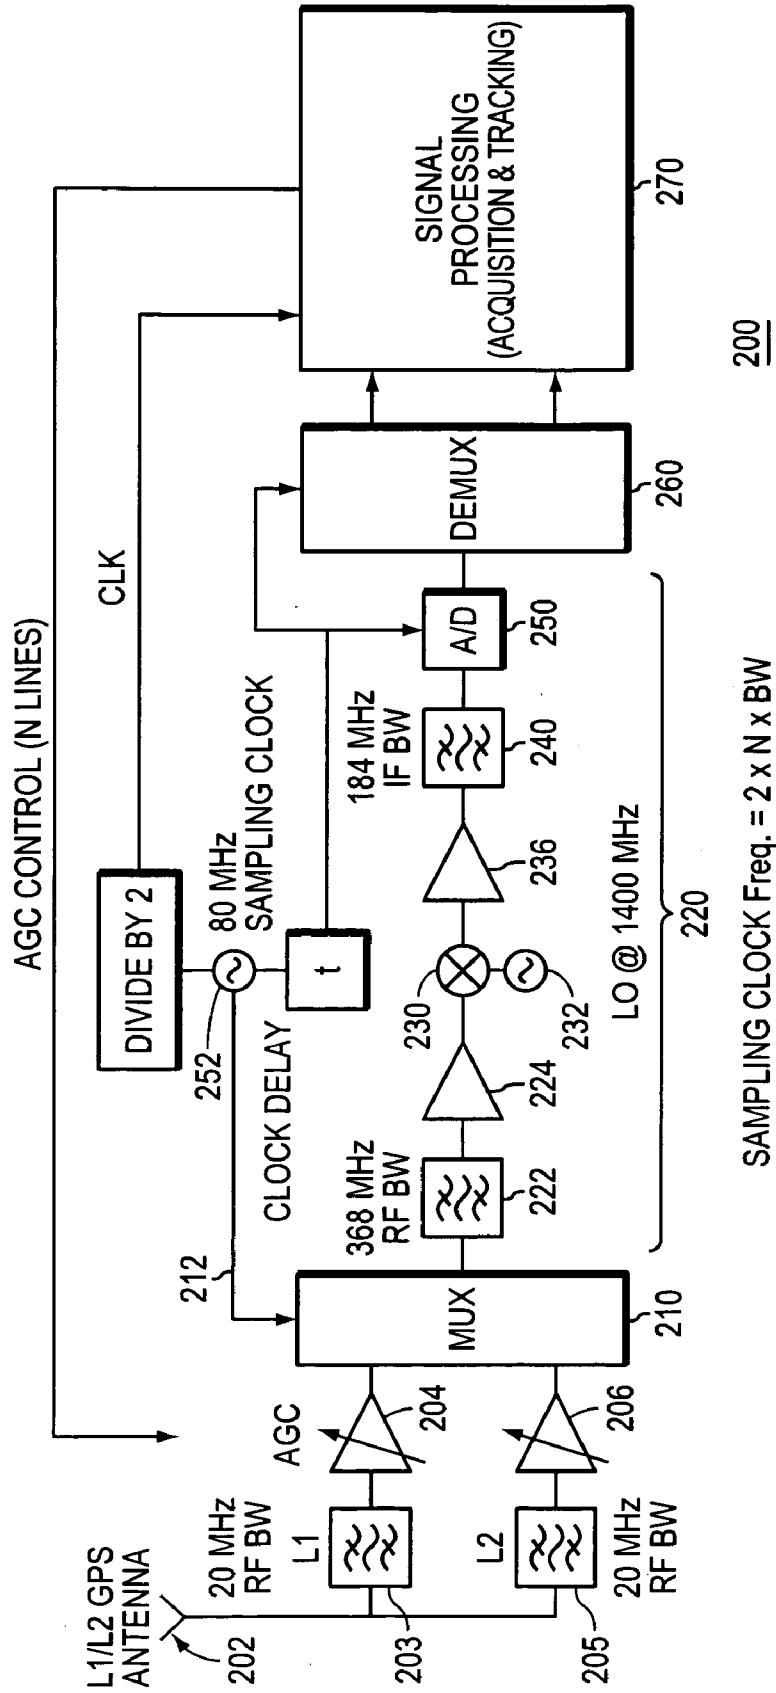 L1/L2 GPS
ANTENNA
202
20 MHz
RF BW
L1
203
L2
205
20 MHz
RF BW
AGC
204
206
AGC CONTROL (N LINES)
212
MUX
210
CLK
DIVIDE BY 2
252
80 MHz
SAMPLING CLOCK
t
CLOCK DELAY
368 MHz
RF BW
222
224
230
232
LO @ 1400 MHz
236
184 MHz
IF BW
240
A/D
250
220
DEMUX
260
SIGNAL
PROCESSING
(ACQUISITION & TRACKING)
270
200
SAMPLING CLOCK Freq. = 2 x N x BW